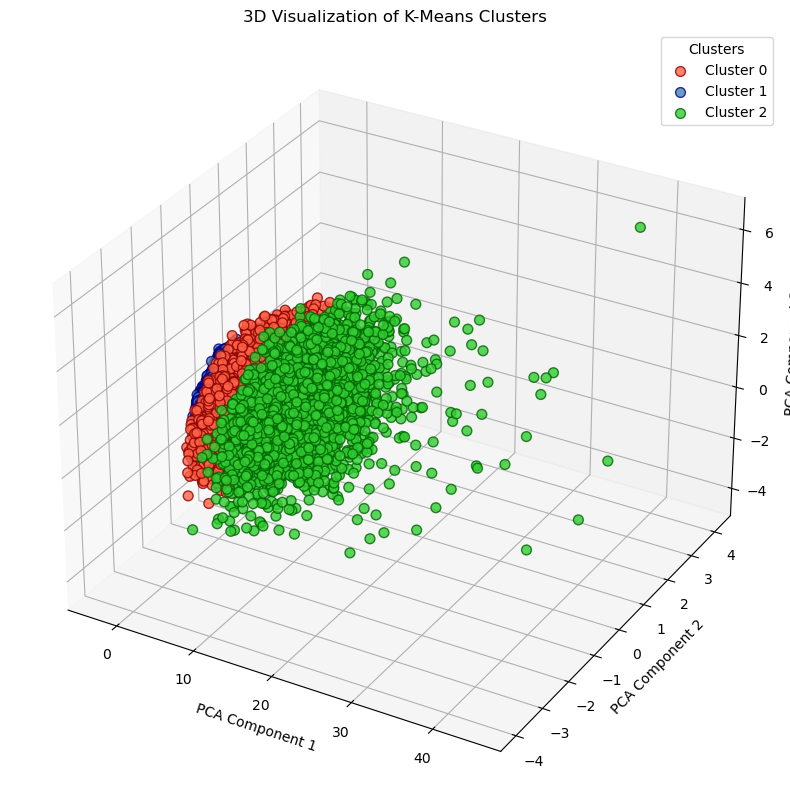 3D Visualization of K-Means Clusters
Clusters
Cluster 0
Cluster 1
Cluster 2
6
4
2
0
−2
−4
4
3
2
1
0
−1
−2
−3
−4
PCA Component 2
0
10
20
30
40
PCA Component 1